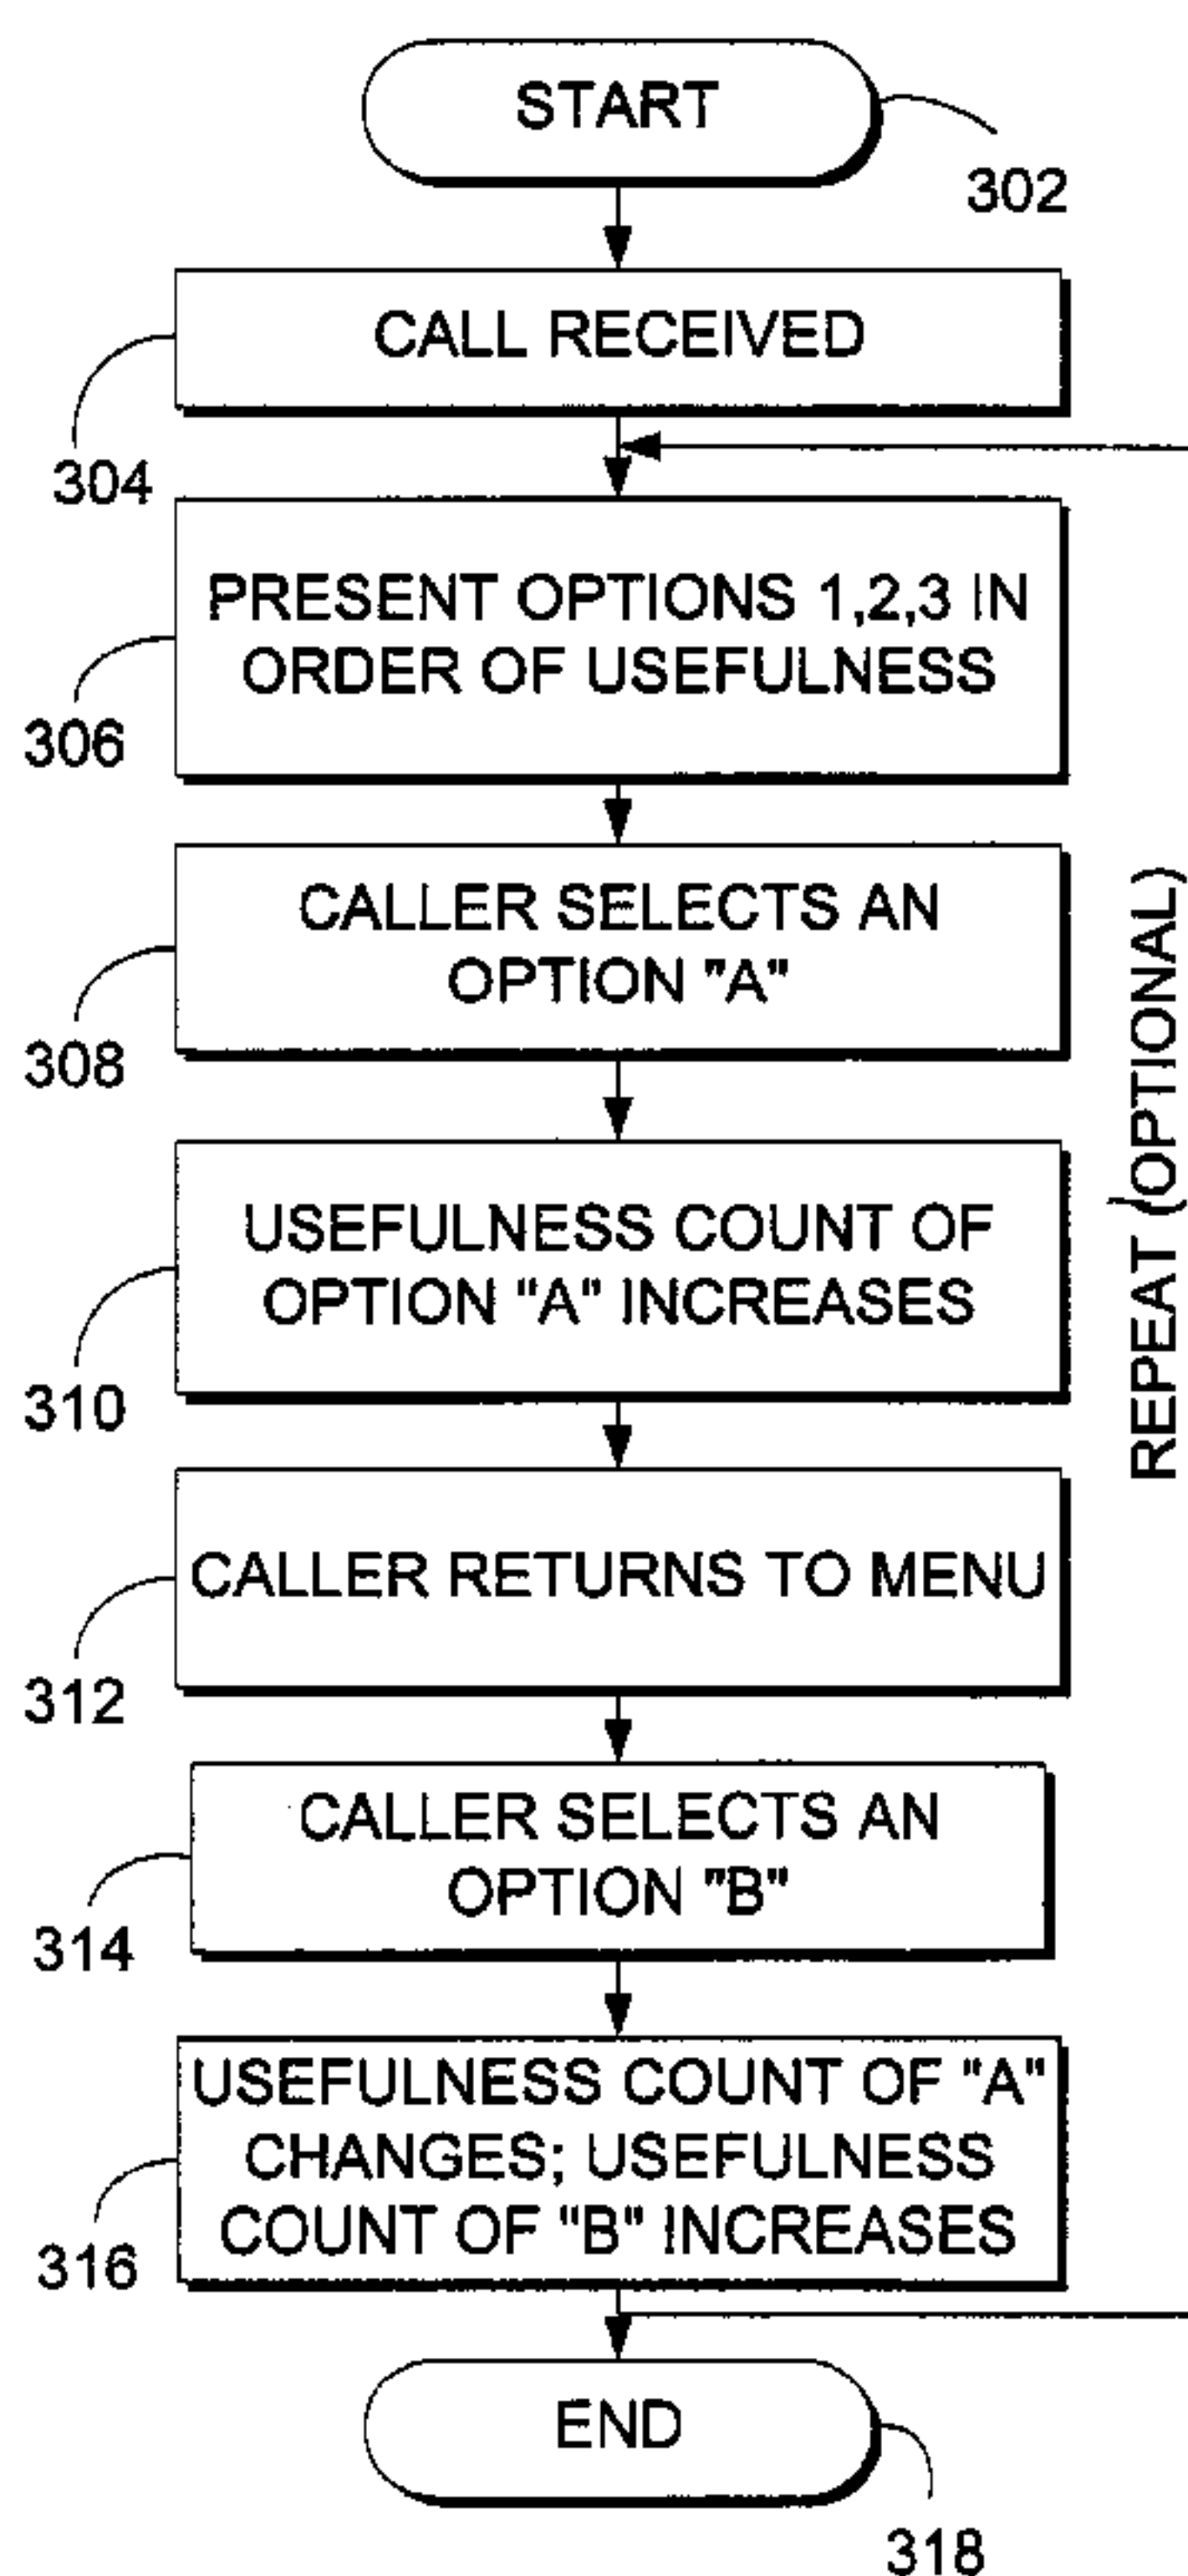 START
302
CALL RECEIVED
304
PRESENT OPTIONS 1,2,3 IN
ORDER OF USEFULNESS
306
CALLER SELECTS AN
OPTION "A"
308
USEFULNESS COUNT OF
OPTION "A" INCREASES
310
CALLER RETURNS TO MENU
312
CALLER SELECTS AN
OPTION "B"
314
USEFULNESS COUNT OF "A"
CHANGES; USEFULNESS
COUNT OF "B" INCREASES
316
END
318
REPEAT (OPTIONAL)